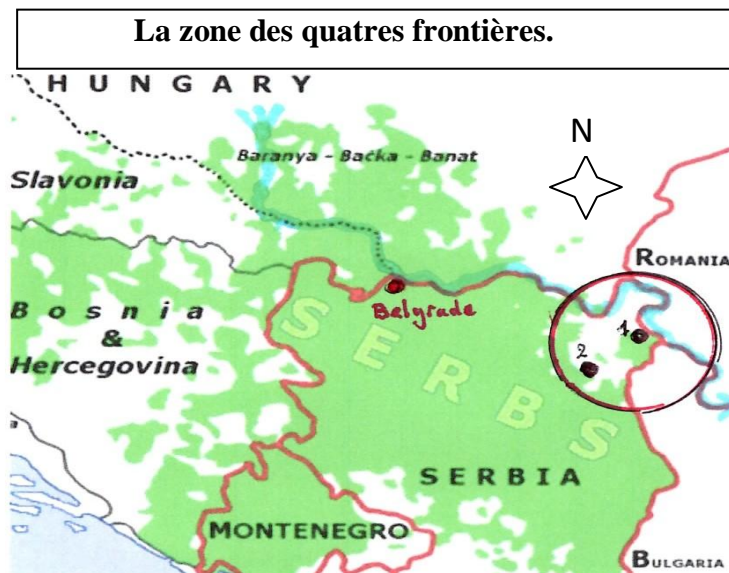 La zone des quatres frontières.
H U N G A R Y
N
Baranya - Bačka - Banat
Slavonia
ROMANIA
Belgrade
Bosnia
&
Hercegovina
SERBS
1
2
SERBIA
MONTENEGRO
BULGARIA
a